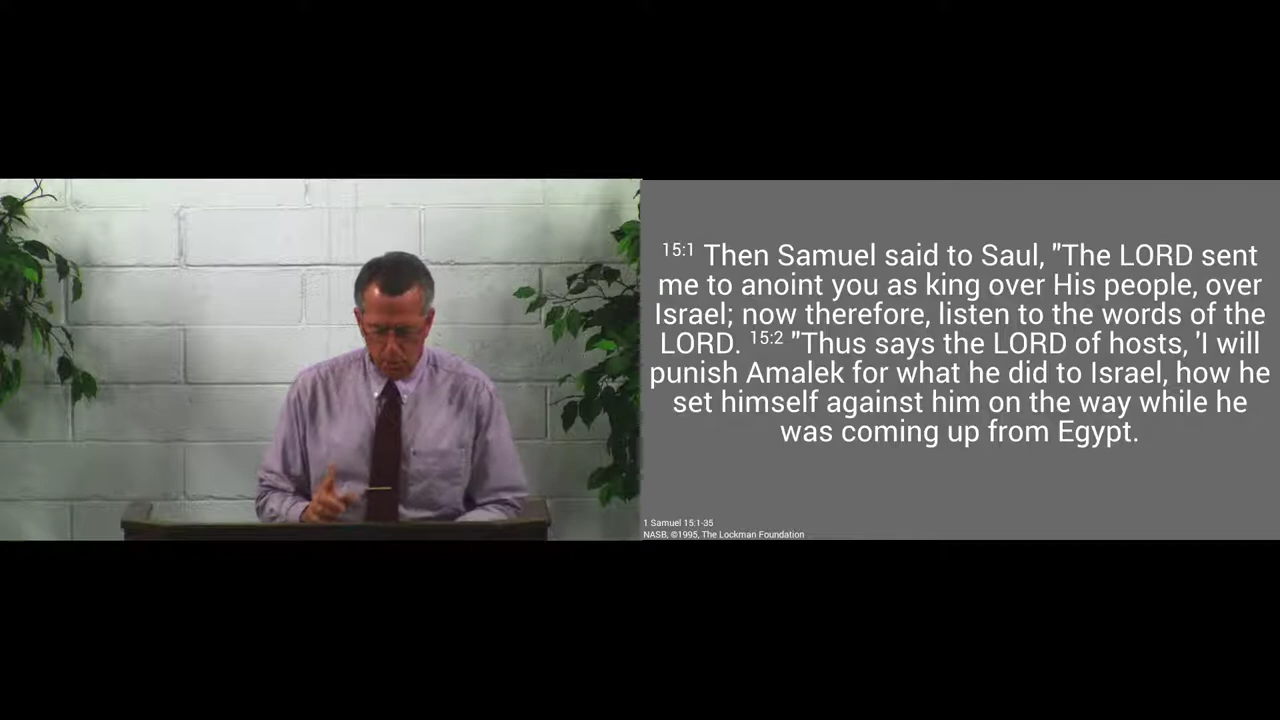 15:1 Then Samuel said to Saul, "The LORD sent
me to anoint you as king over His people, over
Israel; now therefore, listen to the words of the
LORD. 15:2 "Thus says the LORD of hosts, 'I will
punish Amalek for what he did to Israel, how he
set himself against him on the way while he
was coming up from Egypt.
1 Samuel 15:1-35
NASB, ©1995, The Lockman Foundation